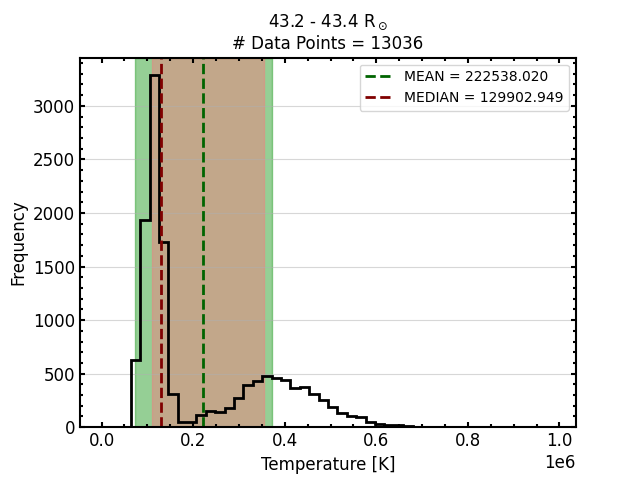 43.2 - 43.4 R⊙
# Data Points = 13036
MEAN = 222538.020
MEDIAN = 129902.949
Frequency
3000
2500
2000
1500
1000
500
0
0.0 0.2 0.4 0.6 0.8 1.0
1e6
Temperature [K]